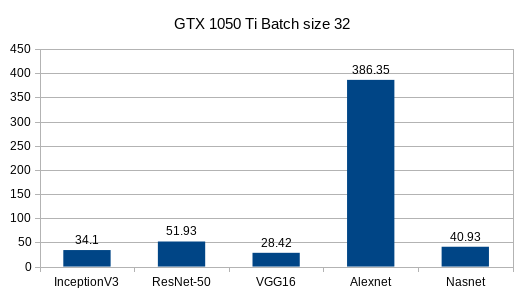 GTX 1050 Ti Batch size 32
450
400
350
300
250
200
150
100
50
0
34.1
51.93
28.42
386.35
40.93
InceptionV3
ResNet-50
VGG16
Alexnet
Nasnet